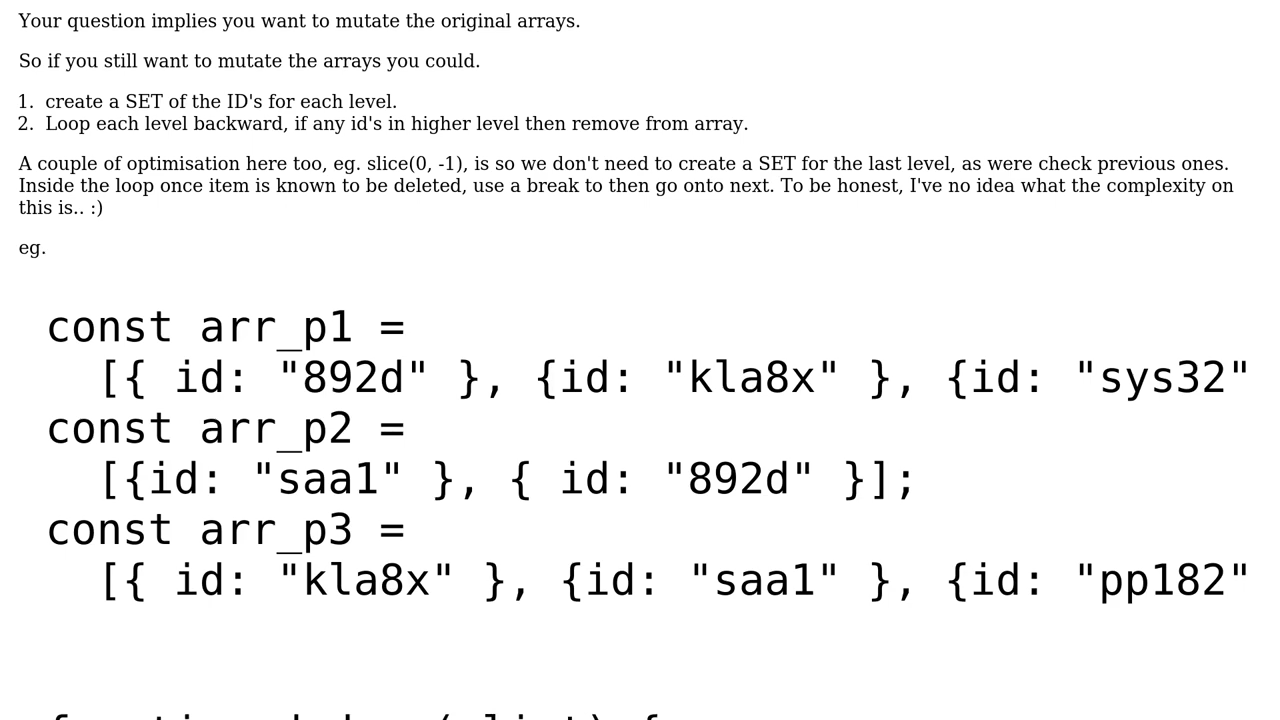 Your question implies you want to mutate the original arrays.
So if you still want to mutate the arrays you could.
1. create a SET of the ID's for each level.
2. Loop each level backward, if any id's in higher level then remove from array.
A couple of optimisation here too, eg. slice(0, -1), is so we don't need to create a SET for the last level, as were check previous ones.
Inside the loop once item is known to be deleted, use a break to then go onto next. To be honest, I've no idea what the complexity on
this is.. :)
eg.
const arr_p1 =
  [{ id: "892d" }, {id: "kla8x" }, {id: "sys32"
const arr_p2 =
  [{id: "saa1" }, { id: "892d" }];
const arr_p3 =
  [{ id: "kla8x" }, {id: "saa1" }, {id: "pp182"